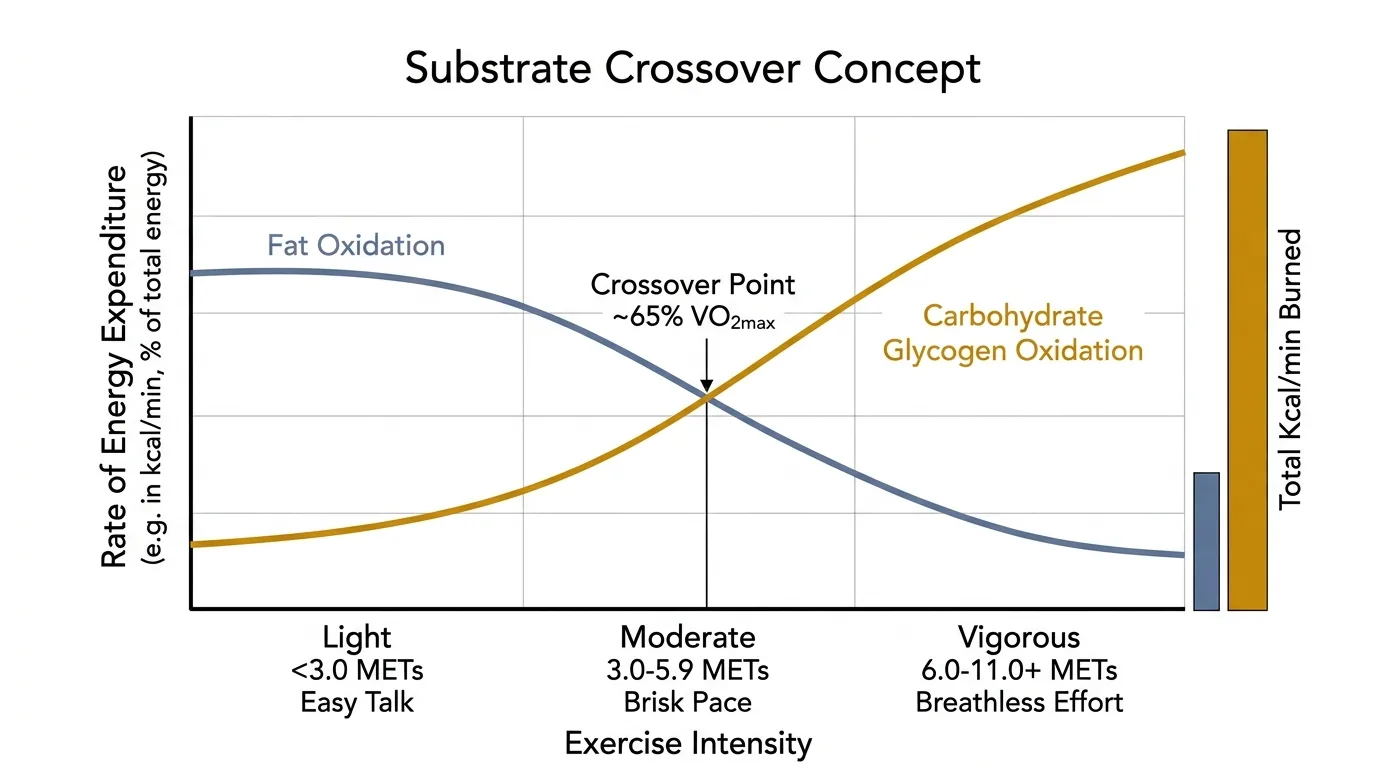 Substrate Crossover Concept
Rate of Energy Expenditure
(e.g. in kcal/min, % of total energy)
Fat Oxidation
Crossover Point
~65% VO2max
Carbohydrate
Glycogen Oxidation
Total Kcal/min Burned
Light
<3.0 METs
Easy Talk
Moderate
3.0-5.9 METs
Brisk Pace
Vigorous
6.0-11.0+ METs
Breathless Effort
Exercise Intensity